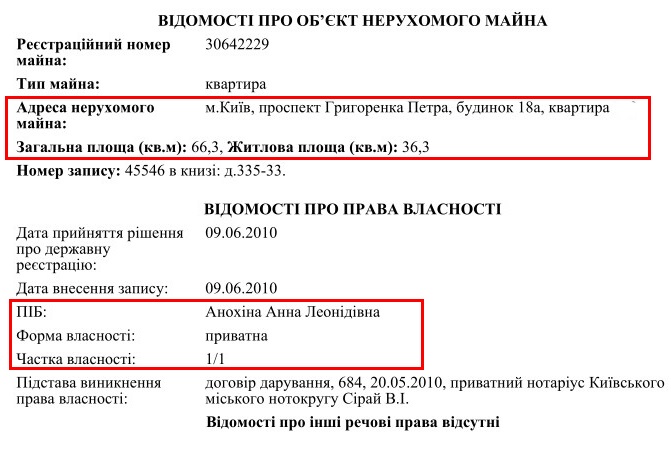 ВІДОМОСТІ ПРО ОБ’ЄКТ НЕРУХОМОГО МАЙНА
Реєстраційний номер 30642229
майна:
Тип майна: квартира
Адреса нерухомого м.Київ, проспект Григоренка Петра, будинок 18а, квартира
майна:
Загальна площа (кв.м): 66,3, Житлова площа (кв.м): 36,3
Номер запису: 45546 в книзі: д.335-33.
ВІДОМОСТІ ПРО ПРАВА ВЛАСНОСТІ
Дата прийняття рішення 09.06.2010
про державну
реєстрацію:
Дата внесення запису: 09.06.2010
ПІБ: Анохіна Анна Леонідівна
Форма власності: приватна
Частка власності: 1/1
Підстава виникнення договір дарування, 684, 20.05.2010, приватний нотаріус Київського
права власності: міського нотокругу Сірай В.І.
Відомості про інші речові права відсутні